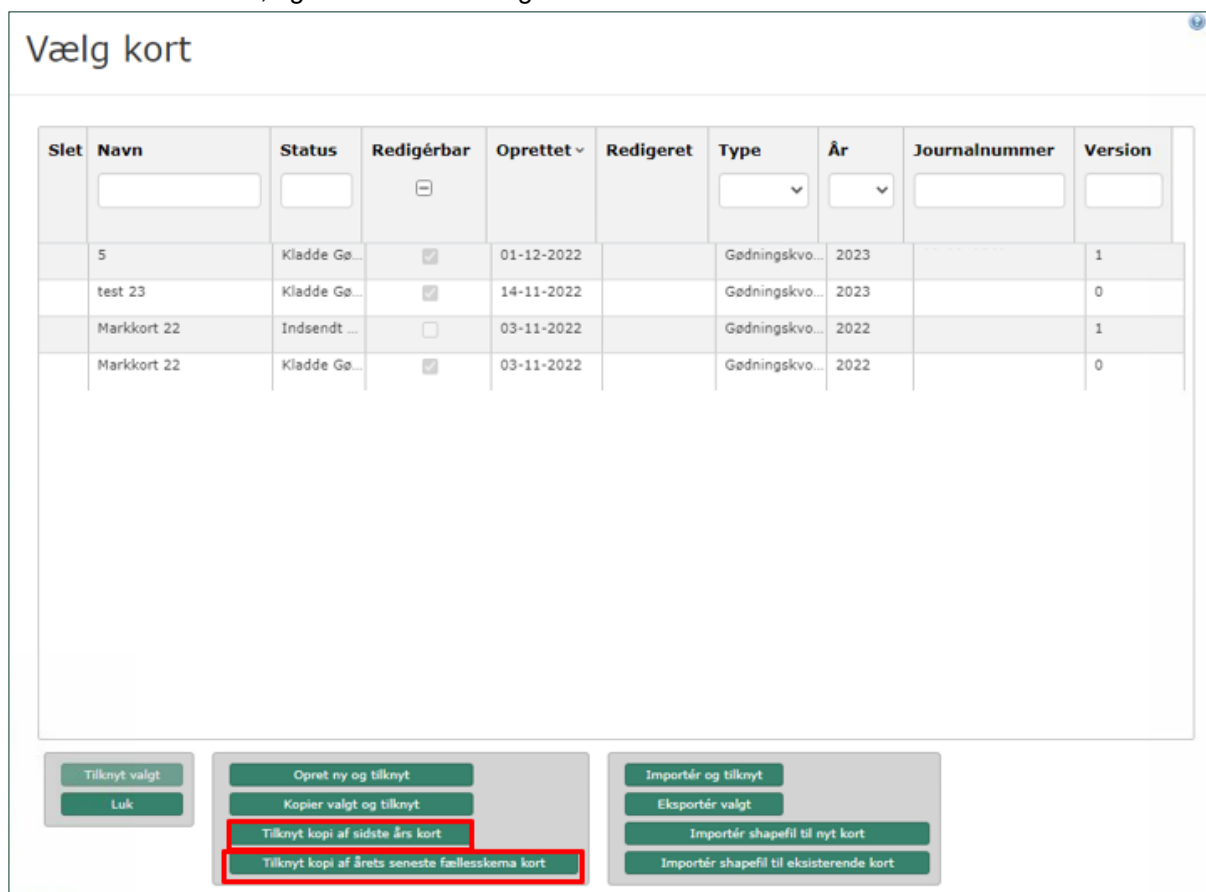 Vælg kort
Slet Navn Status Redigérbar Oprettet Redigeret Type År Journalnummer Version
5 Kladde Gø... 01-12-2022 Gødningskvo... 2023 1
test 23 Kladde Gø... 14-11-2022 Gødningskvo... 2023 0
Markkort 22 Indsendt ... 03-11-2022 Gødningskvo... 2022 1
Markkort 22 Kladde Gø... 03-11-2022 Gødningskvo... 2022 0
Tilknyt valgt
Luk
Opret ny og tilknyt
Kopier valgt og tilknyt
Tilknyt kopi af sidste års kort
Tilknyt kopi af årets seneste fællesskema kort
Importér og tilknyt
Eksportér valgt
Importér shapefil til nyt kort
Importér shapefil til eksisterende kort